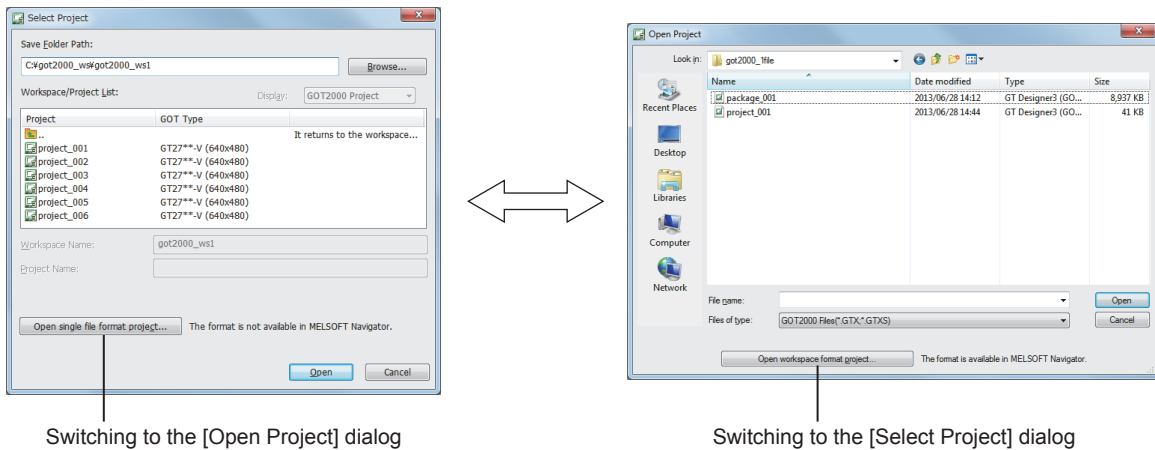 Select Project
Save Folder Path:
C:¥got2000_ws¥got2000_ws1
Browse...
Workspace/Project List:
Display:
GOT2000 Project
Project GOT Type
.. It returns to the workspace...
project_001 GT27**-V (640x480)
project_002 GT27**-V (640x480)
project_003 GT27**-V (640x480)
project_004 GT27**-V (640x480)
project_005 GT27**-V (640x480)
project_006 GT27**-V (640x480)
Workspace Name: got2000_ws1
Project Name:
Open single file format project... The format is not available in MELSOFT Navigator.
Open Cancel
Switching to the [Open Project] dialog
Open Project
Look in: got2000_1file
Name Date modified Type Size
package_001 2013/06/28 14:12 GT Designer3 (GO... 8,937 KB
project_001 2013/06/28 14:44 GT Designer3 (GO... 41 KB
Recent Places
Desktop
Libraries
Computer
Network
File name:
Open
Files of type: GOT2000 Files(*.GTX;*.GTXS)
Cancel
Open workspace format project... The format is available in MELSOFT Navigator.
Switching to the [Select Project] dialog